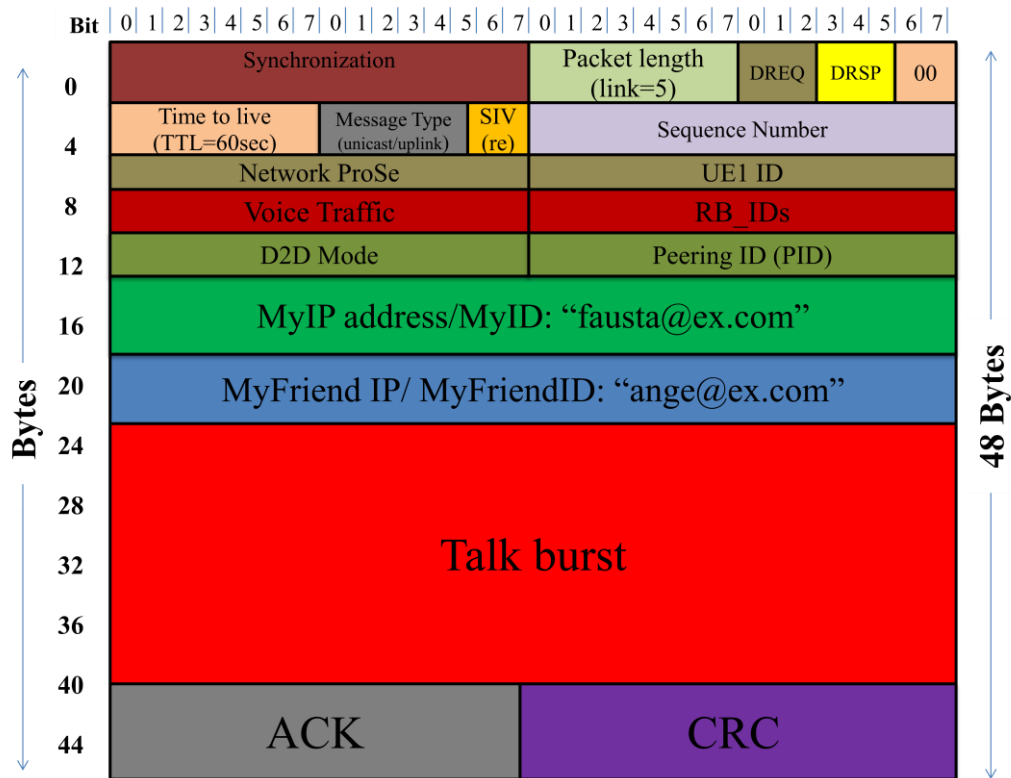 Bit 0 1 2 3 4 5 6 7 0 1 2 3 4 5 6 7 0 1 2 3 4 5 6 7 0 1 2 3 4 5 6 7
Synchronization
Packet length
(link=5)
DREQ
DRSP
00
0
Time to live
(TTL=60sec)
Message Type
(unicast/uplink)
SIV
(re)
Sequence Number
4
Network ProSe
UE1 ID
8
Voice Traffic
RB_IDs
12
D2D Mode
Peering ID (PID)
16
MyIP address/MyID: “fausta@ex.com”
20
MyFriend IP/ MyFriendID: “ange@ex.com”
24
28
Talk burst
32
36
40
ACK
CRC
44
Bytes
48 Bytes